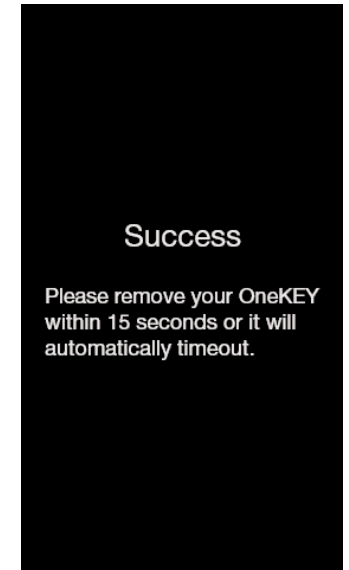 Success
Please remove your OneKEY
within 15 seconds or it will
automatically timeout.